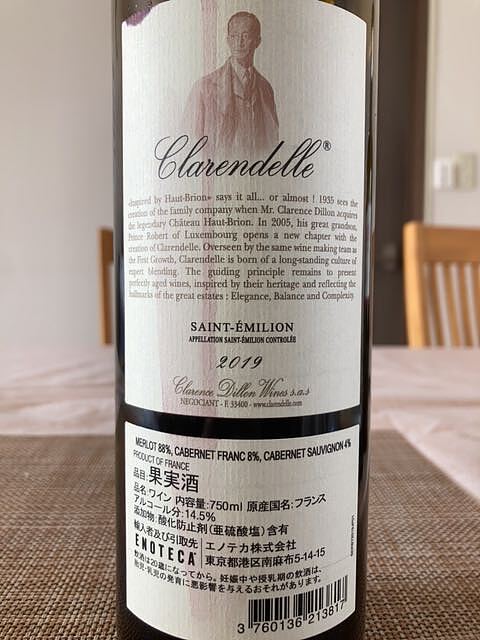 Clarendelle®
«Inspired by Haut-Brion» says it all... or almost ! 1935 sees the
creation of the family company when Mr. Clarence Dillon acquires
the legendary Château Haut-Brion. In 2005, his great grandson,
Prince Robert of Luxembourg opens a new chapter with the
creation of Clarendelle. Overseen by the same wine making team as
the First Growth, Clarendelle is born of a long-standing culture of
expert blending. The guiding principle remains to present
perfectly aged wines, inspired by their heritage and reflecting the
hallmarks of the great estates : Elegance, Balance and Complexity.
SAINT-ÉMILION
APPELLATION SAINT-ÉMILION CONTRÔLÉE
2019
Clarence Dillon Wines s.a.s
NEGOCIANT - F. 33400 - www.clarendelle.com
MERLOT 88%, CABERNET FRANC 8%, CABERNET SAUVIGNON 4%
PRODUCT OF FRANCE
品目:果実酒
品名:ワイン 内容量:750ml 原産国名:フランス
アルコール分:14.5%
添加物:酸化防止剤(亜硫酸塩)含有
輸入者及び引取先 エノテカ株式会社
ENOTECA 東京都港区南麻布5-14-15
飲酒は20歳になってから。妊娠中や授乳期の飲酒は、
胎児・乳児の発育に悪影響を与えるおそれがあります。
3 760136 213817